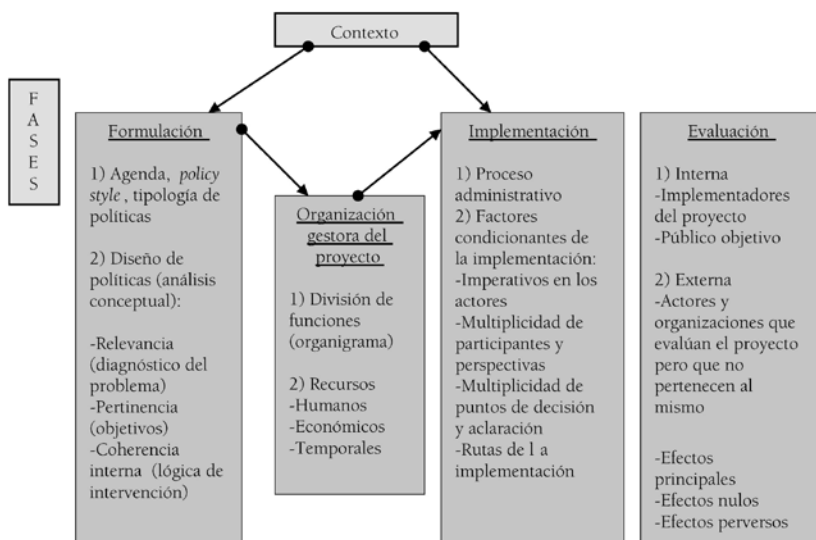 Contexto
F
A
S
E
S
Formulación
1) Agenda, policy
style, tipología de
políticas
2) Diseño de
políticas (análisis
conceptual):
-Relevancia
(diagnóstico del
problema)
-Pertinencia
(objetivos)
-Coherencia
interna (lógica de
intervención)
Organización
gestora del
proyecto
1) División de
funciones
(organigrama)
2) Recursos
-Humanos
-Económicos
-Temporales
Implementación
1) Proceso
administrativo
2) Factores
condicionantes de
la implementación:
-Imperativos en los
actores
-Multiplicidad de
participantes y
perspectivas
-Multiplicidad de
puntos de decisión
y aclaración
-Rutas de l a
implementación
Evaluación
1) Interna
-Implementadores
del proyecto
-Público objetivo
2) Externa
-Actores y
organizaciones que
evalúan el proyecto
pero que no
pertenecen al
mismo
-Efectos
principales
-Efectos nulos
-Efectos perversos